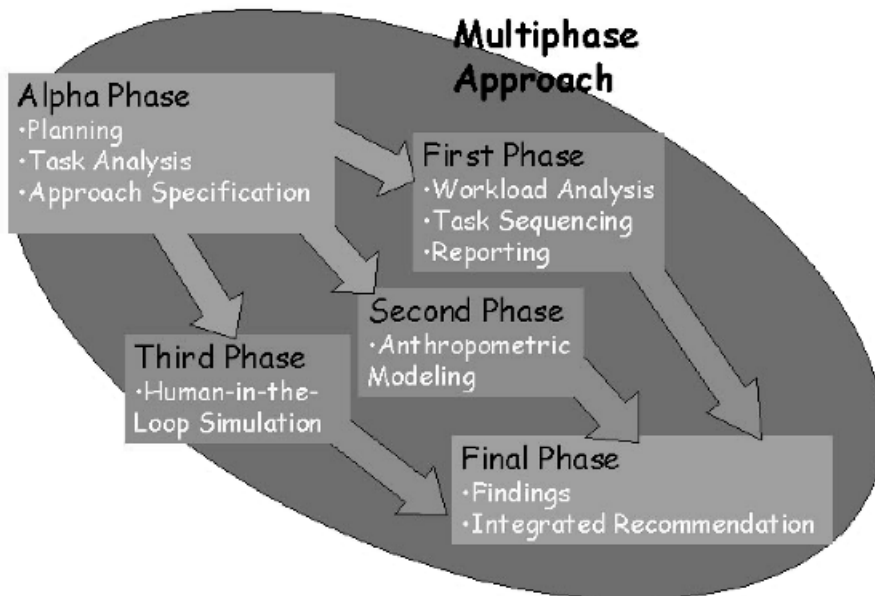 Multiphase
Approach
Alpha Phase
•Planning
•Task Analysis
•Approach Specification
First Phase
•Workload Analysis
•Task Sequencing
•Reporting
Second Phase
•Anthropometric
Modeling
Third Phase
•Human-in-the-
Loop Simulation
Final Phase
•Findings
•Integrated Recommendation